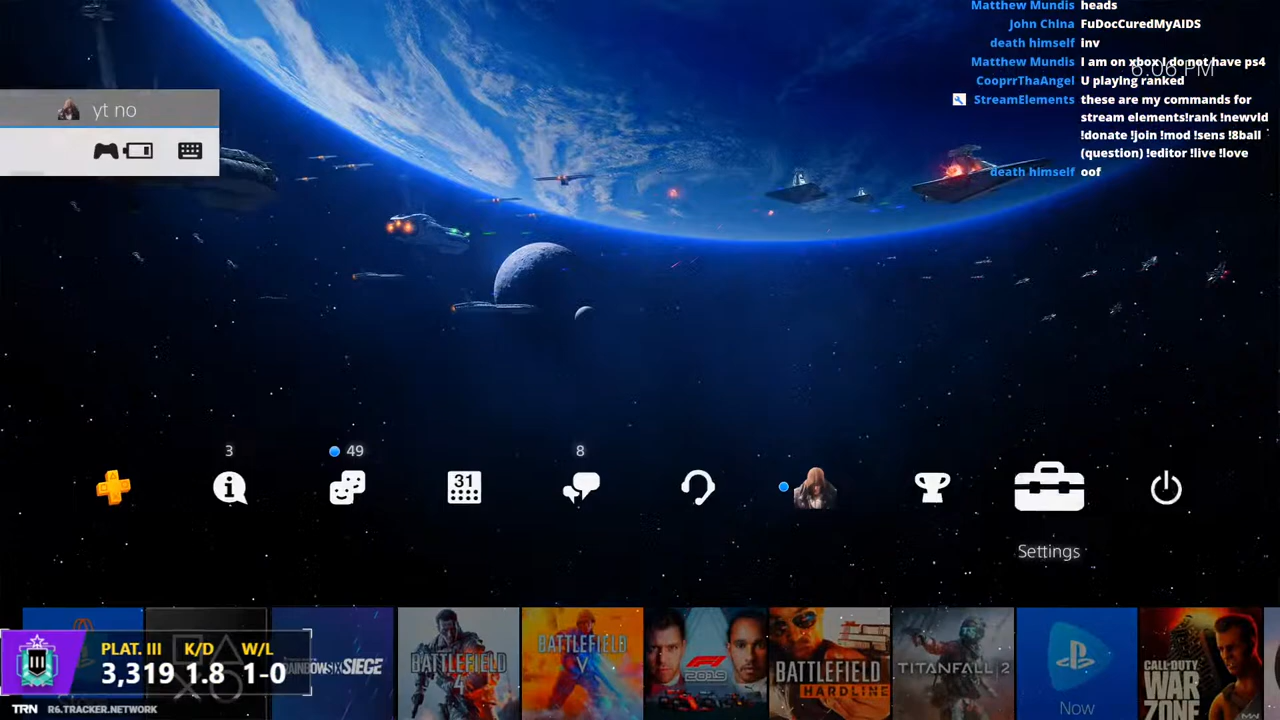 Matthew Mundis heads
John China FuDocCuredMyAIDS
death himself inv
Matthew Mundis I am on xbox I do not have ps4
8:06 PM
CooprrThaAngel U playing ranked
StreamElements these are my commands for
stream elements!rank !newvid
!donate !join !mod !sens !8ball
(question) !editor !live !love
death himself oof
yt no
3
49
31
8
Settings
PLAT. III K/D W/L
3,319 1.8 1-0
TRN R6.TRACKER.NETWORK
RAINBOWSIX SIEGE
BATTLEFIELD
4
BATTLEFIELD
V
F1
2019
BATTLEFIELD
HARDLINE
TITANFALL 2
Now
CALL OF DUTY
WAR
ZONE